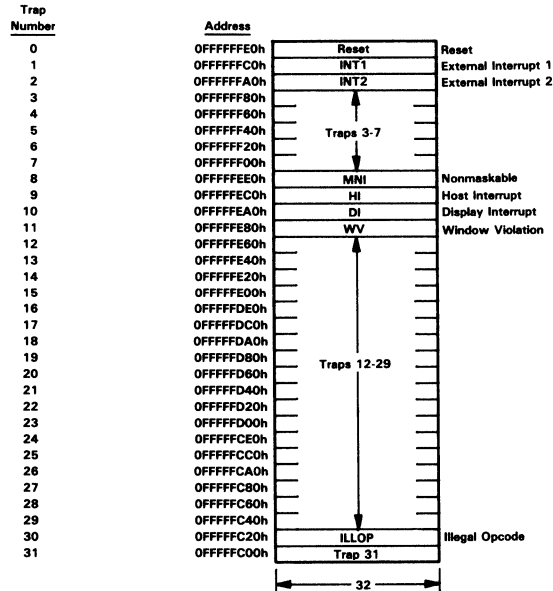 Trap
Number Address
0 0FFFFFFE0h Reset Reset
1 0FFFFFFC0h INT1 External Interrupt 1
2 0FFFFFFA0h INT2 External Interrupt 2
3 0FFFFFF80h
4 0FFFFFF60h
5 0FFFFFF40h Traps 3-7
6 0FFFFFF20h
7 0FFFFFF00h
8 0FFFFFEE0h MNI Nonmaskable
9 0FFFFFEC0h HI Host Interrupt
10 0FFFFFEA0h DI Display Interrupt
11 0FFFFFE80h WV Window Violation
12 0FFFFFE60h
13 0FFFFFE40h
14 0FFFFFE20h
15 0FFFFFE00h
16 0FFFFFDE0h
17 0FFFFFDC0h
18 0FFFFFDA0h
19 0FFFFFD80h
20 0FFFFFD60h Traps 12-29
21 0FFFFFD40h
22 0FFFFFD20h
23 0FFFFFD00h
24 0FFFFFCE0h
25 0FFFFFCC0h
26 0FFFFFCA0h
27 0FFFFFC80h
28 0FFFFFC60h
29 0FFFFFC40h
30 0FFFFFC20h ILLOP Illegal Opcode
31 0FFFFFC00h Trap 31
32